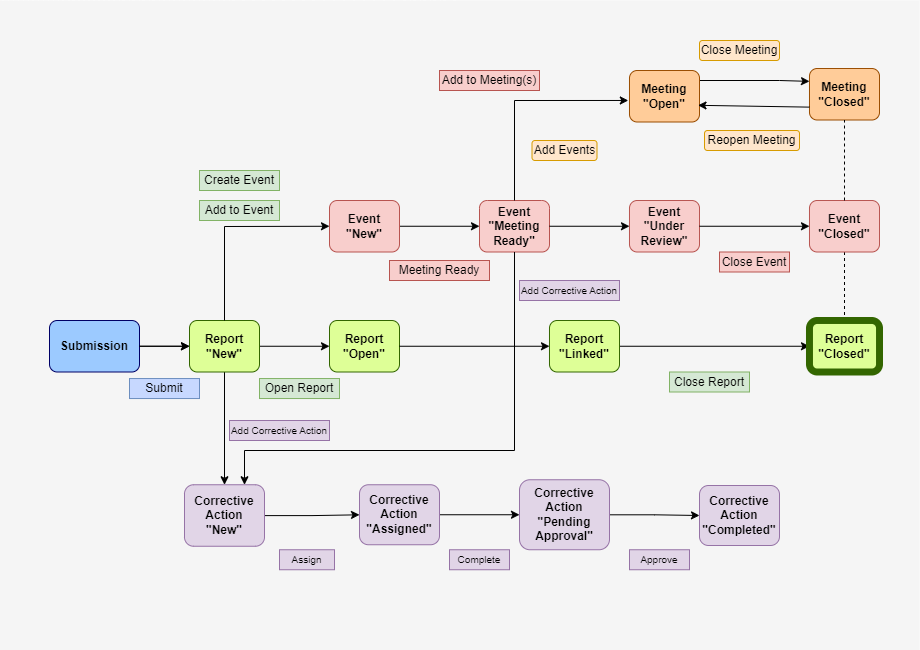 Close Meeting
Add to Meeting(s)
Meeting
"Open"
Meeting
"Closed"
Reopen Meeting
Add Events
Create Event
Add to Event
Event
"New"
Event
"Meeting
Ready"
Event
"Under
Review"
Event
"Closed"
Meeting Ready
Close Event
Add Corrective Action
Submission
Report
"New"
Report
"Open"
Report
"Linked"
Report
"Closed"
Submit
Open Report
Close Report
Add Corrective Action
Corrective
Action
"New"
Corrective
Action
"Assigned"
Corrective
Action
"Pending
Approval"
Corrective
Action
"Completed"
Assign
Complete
Approve